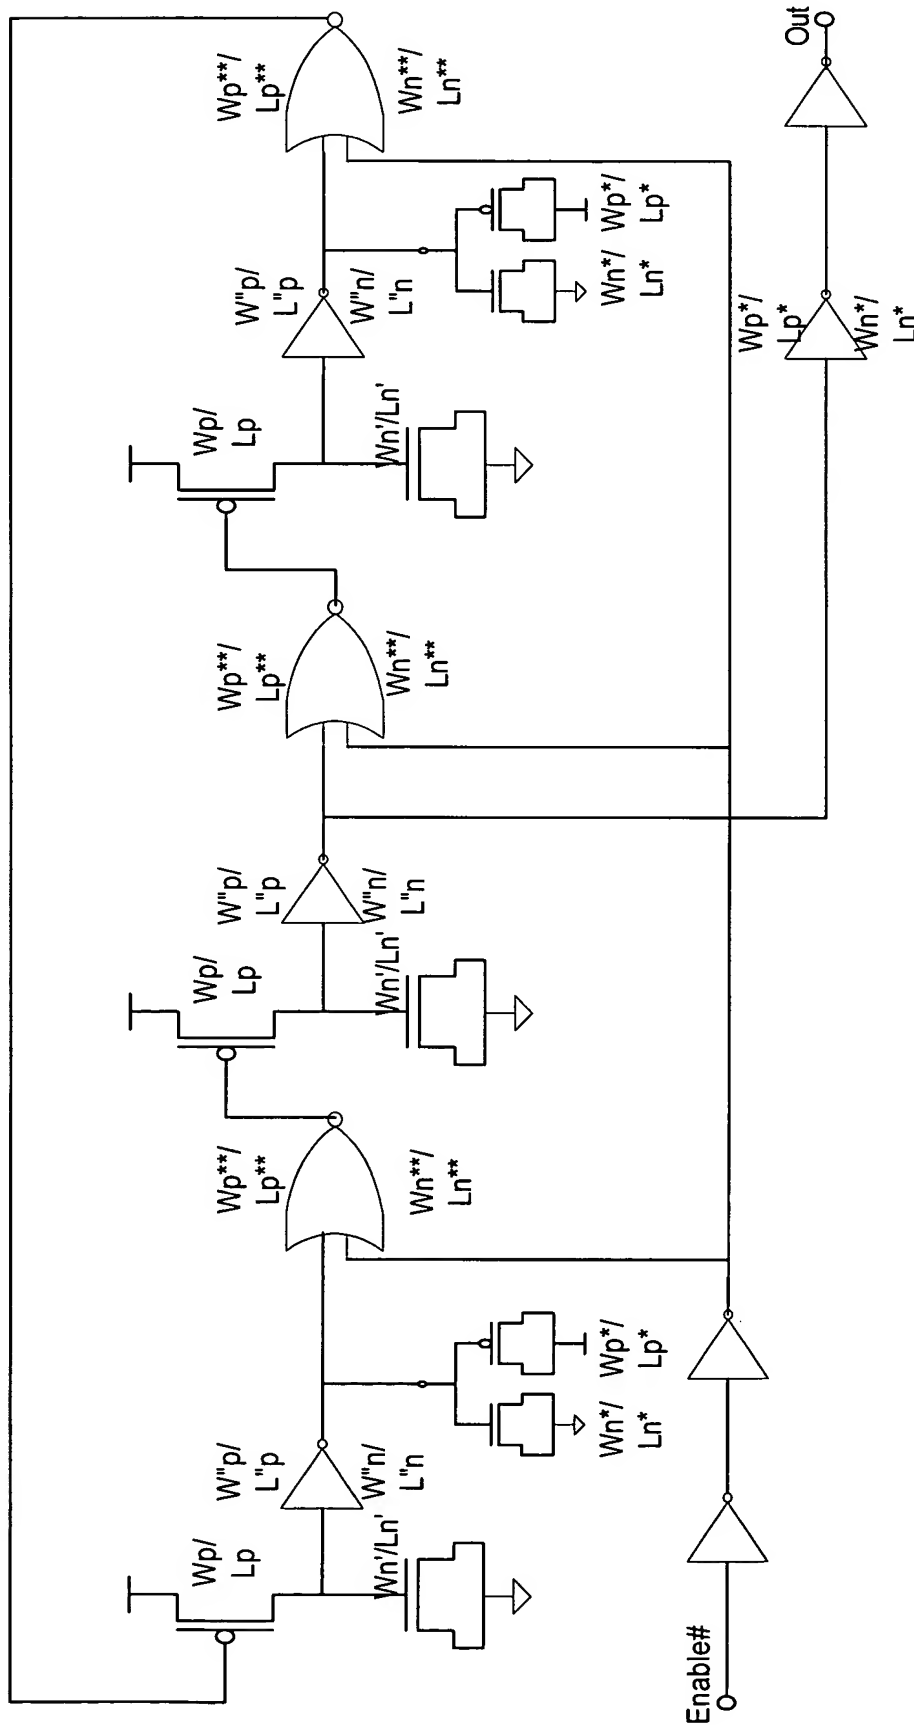 Wp/
Lp
Wn'/Ln'
W"p/
L"p
W"n/
L"n
Wn*/
Ln*
Wp*/
Lp*
Wp**/
Lp**
Wn**/
Ln**
Wp/
Lp
Wn'/Ln'
W"p/
L"p
W"n/
L"n
Wp**/
Lp**
Wn**/
Ln**
Wp/
Lp
Wn'/Ln'
W"p/
L"p
W"n/
L"n
Wn*/
Ln*
Wp*/
Lp*
Wp**/
Lp**
Wn**/
Ln**
Enable#
Wp*/
Lp*
Wn*/
Ln*
Out